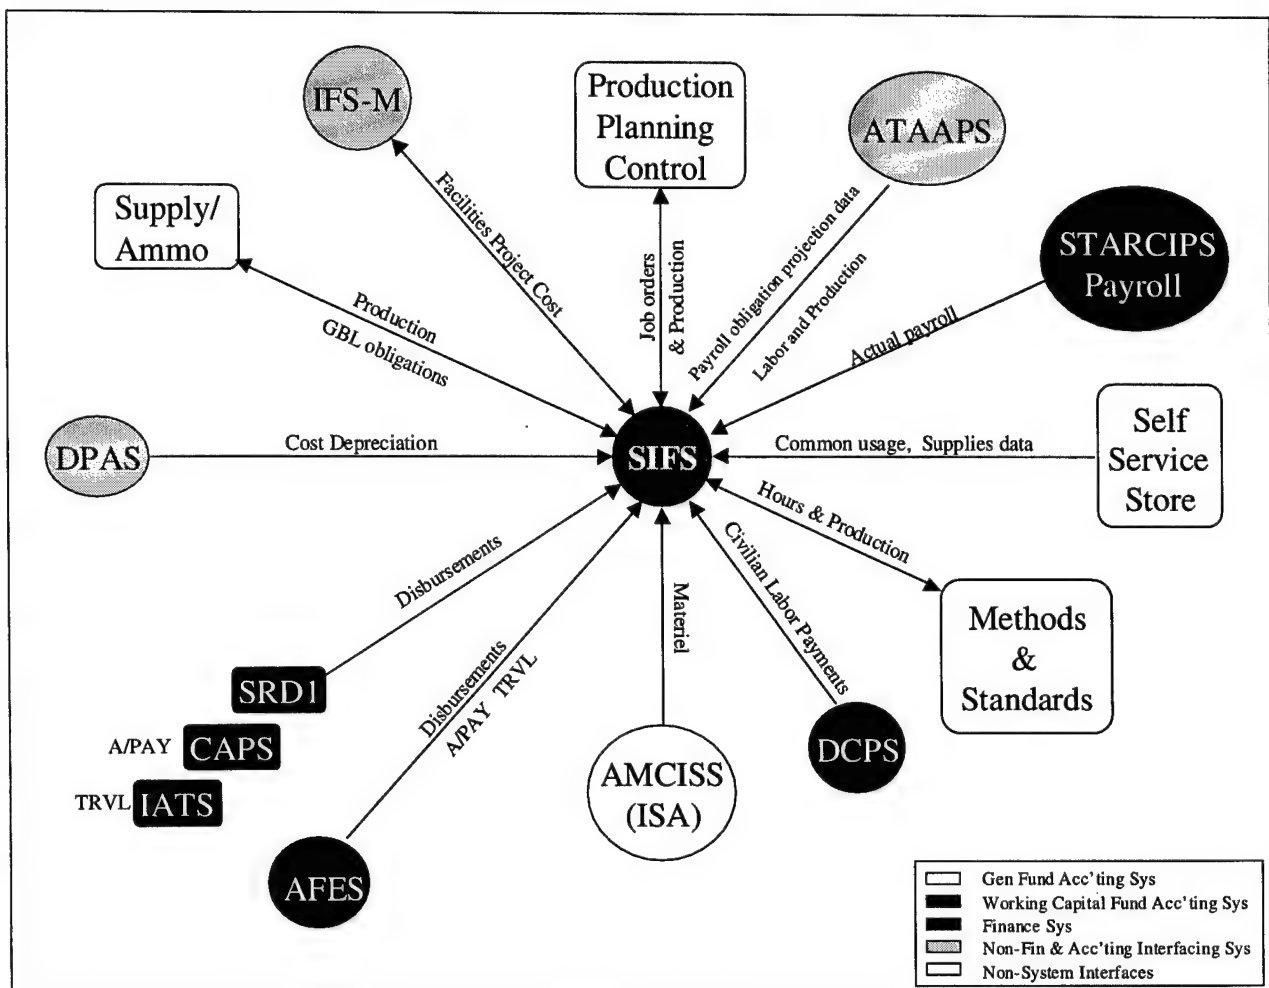 IFS-M
Production
Planning
Control
ATAAPS
Supply/
Ammo
STARCIPS
Payroll
Facilities Project Cost
Job orders
& Production
Payroll obligation projection data
Labor and Production
Production
GBL obligations
Actual payroll
DPAS
Cost Depreciation
SIFS
Common usage, Supplies data
Self
Service
Store
Hours & Production
Disbursements
Disbursements
A/PAY TRVL
Materiel
Civilian Labor Payments
Methods
&
Standards
SRD1
A/PAY CAPS
TRVL IATS
AFES
AMCISS
(ISA)
DCPS
Gen Fund Acc'ting Sys
Working Capital Fund Acc'ting Sys
Finance Sys
Non-Fin & Acc'ting Interfacing Sys
Non-System Interfaces